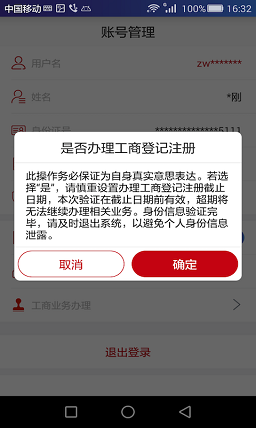 中国移动 100% 16:32
账号管理
用户名 zw*******
姓名 *刚
身份证号 **************5111
是否办理工商登记注册
此操作务必保证为自身真实意思表达。若选
择“是”，请慎重设置办理工商登记注册截止
日期，本次验证在截止日期前有效，超期将
无法继续办理相关业务。身份信息验证完
毕，请及时退出系统，以避免个人身份信息
泄露。
取消 确定
工商业务办理
退出登录